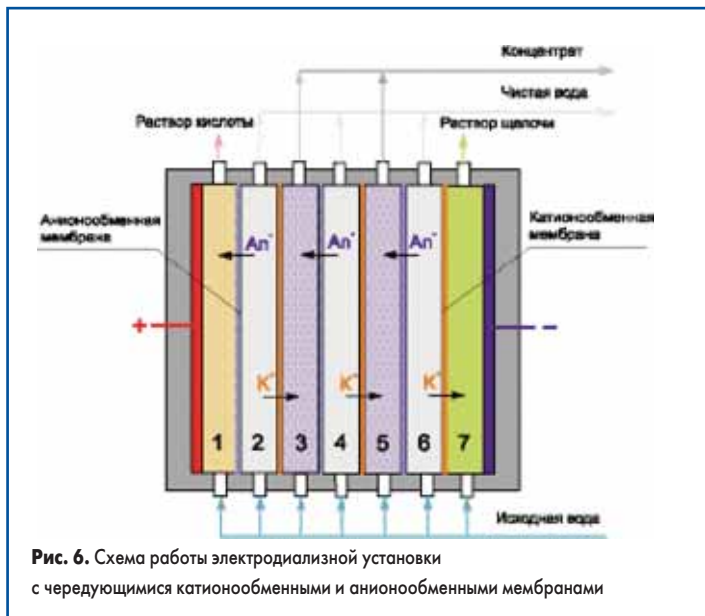 Концентрат
Чистая вода
Раствор кислоты
Раствор щелочи
Анионообменная
мембрана
Катионообменная
мембрана
An⁻ An⁻ An⁻
+ −
K⁺ K⁺ K⁺
1 2 3 4 5 6 7
Исходная вода
Рис. 6. Схема работы электродиализной установки
с чередующимися катионообменными и анионообменными мембранами